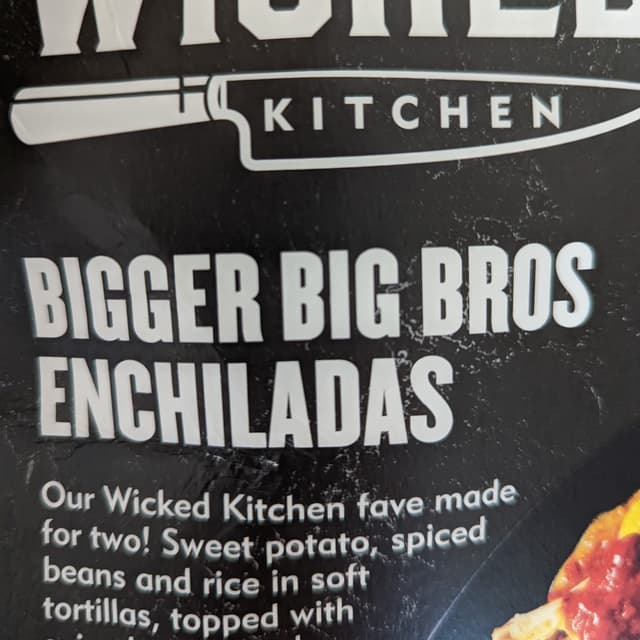 WICKED
KITCHEN
BIGGER BIG BROS
ENCHILADAS
Our Wicked Kitchen fave made
for two! Sweet potato, spiced
beans and rice in soft
tortillas, topped with